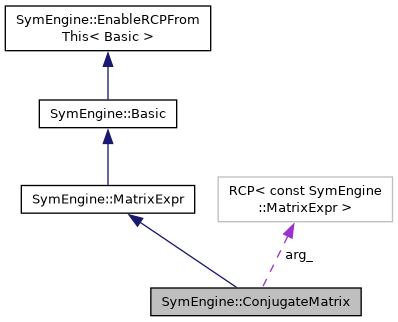 SymEngine::EnableRCPFrom
This< Basic >
SymEngine::Basic
SymEngine::MatrixExpr
RCP< const SymEngine
::MatrixExpr >
arg_
SymEngine::ConjugateMatrix